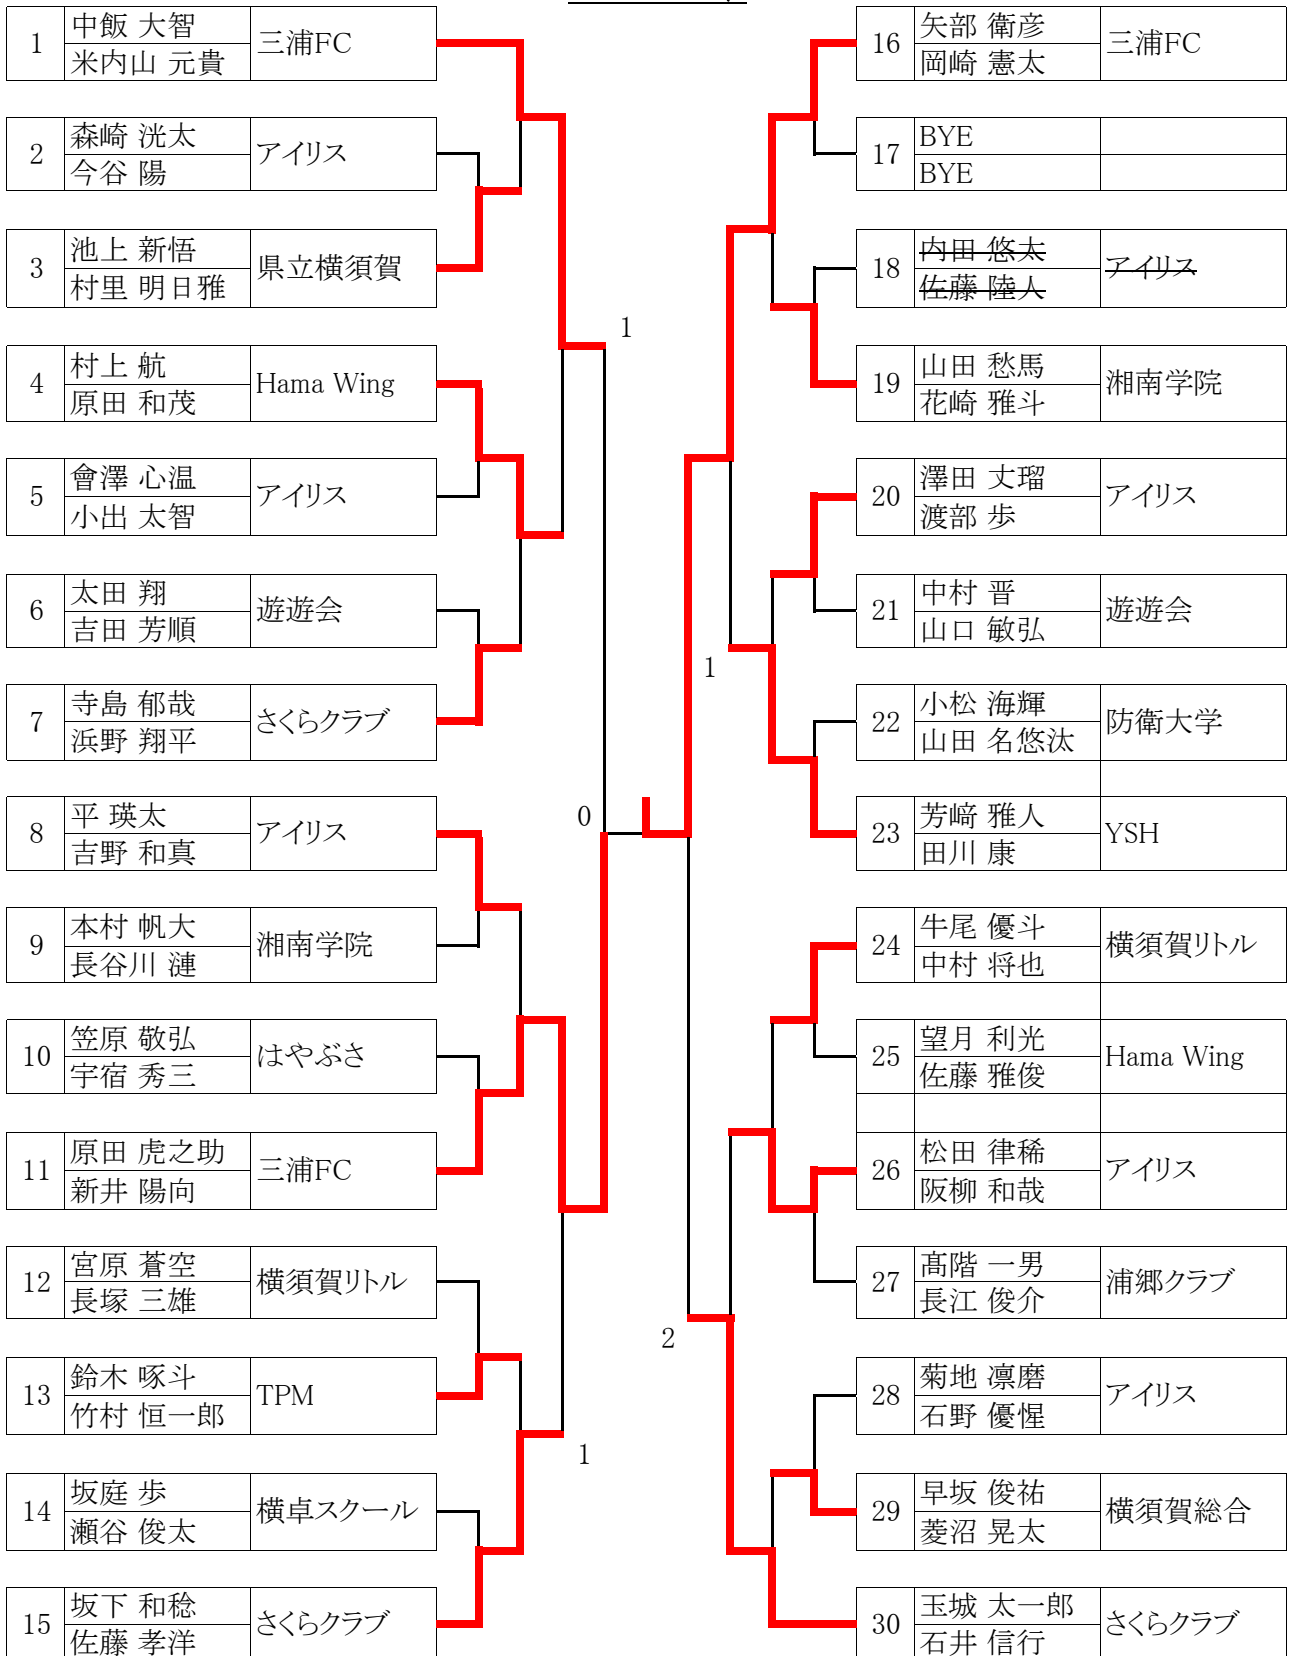 1 中飯 大智 三浦FC
米内山 元貴
2 森崎 洸太 アイリス
今谷 陽
3 池上 新悟 県立横須賀
村里 明日雅
1
4 村上 航 Hama Wing
原田 和茂
5 會澤 心温 アイリス
小出 太智
6 太田 翔 遊遊会
吉田 芳順
7 寺島 郁哉 さくらクラブ
浜野 翔平
0
8 平 瑛太 アイリス
吉野 和真
9 本村 帆大 湘南学院
長谷川 漣
10 笠原 敬弘 はやぶさ
宇宿 秀三
11 原田 虎之助 三浦FC
新井 陽向
12 宮原 蒼空 横須賀リトル
長塚 三雄
13 鈴木 啄斗 TPM
竹村 恒一郎
1
14 坂庭 歩 横卓スクール
瀬谷 俊太
15 坂下 和稔 さくらクラブ
佐藤 孝洋
16 矢部 衛彦 三浦FC
岡崎 憲太
17 BYE
BYE
18 内田 悠太 アイリス
佐藤 陸人
19 山田 愁馬 湘南学院
花崎 雅斗
20 澤田 丈瑠 アイリス
渡部 歩
21 中村 晋 遊遊会
山口 敏弘
1
22 小松 海輝 防衛大学
山田 名悠汰
23 芳﨑 雅人 YSH
田川 康
24 牛尾 優斗 横須賀リトル
中村 将也
25 望月 利光 Hama Wing
佐藤 雅俊
26 松田 律稀 アイリス
阪柳 和哉
27 髙階 一男 浦郷クラブ
長江 俊介
2
28 菊地 凛磨 アイリス
石野 優惺
29 早坂 俊祐 横須賀総合
菱沼 晃太
30 玉城 太一郎 さくらクラブ
石井 信行